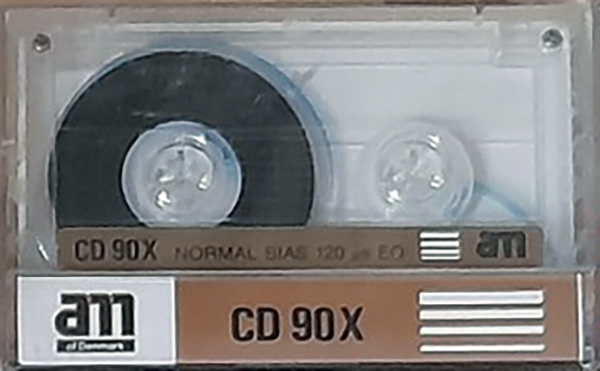 CD 90X NORMAL BIAS 120 µs EQ am
am CD 90X
of Denmark